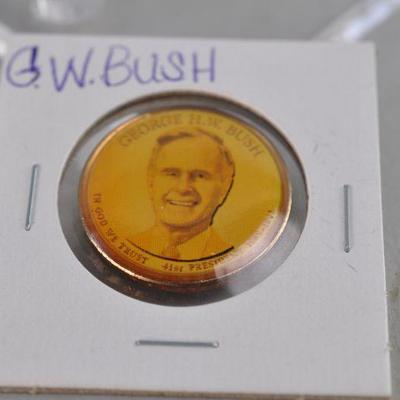 G.W. BUSH
GEORGE H.W. BUSH
IN GOD WE TRUST
41ST PRESIDENT